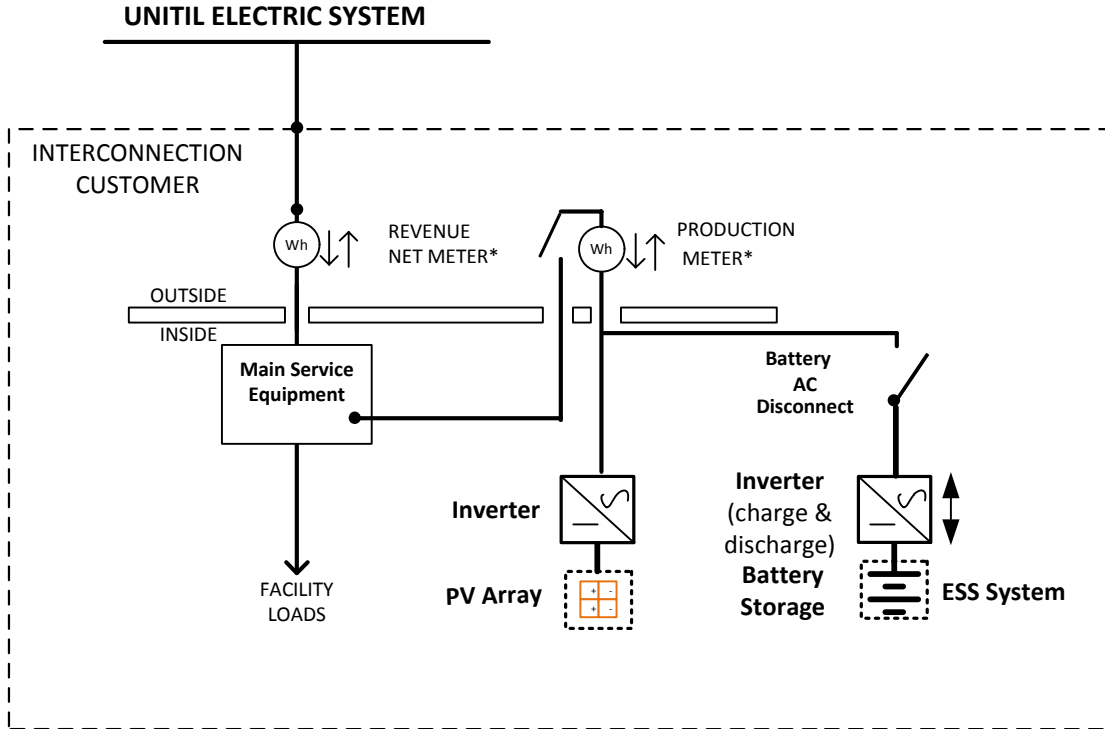 UNITIL ELECTRIC SYSTEM
INTERCONNECTION
CUSTOMER
Wh
REVENUE
NET METER*
Wh
PRODUCTION
METER*
OUTSIDE
INSIDE
Main Service
Equipment
Battery
AC
Disconnect
Inverter
Inverter
(charge &
discharge)
Battery
Storage
PV Array
+ -
+ -
ESS System
FACILITY
LOADS